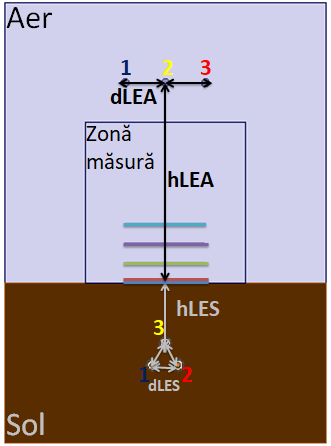 Aer
1 2 3
dLEA
Zonă
măsură
hLEA
hLES
3
1 2
dLES
Sol